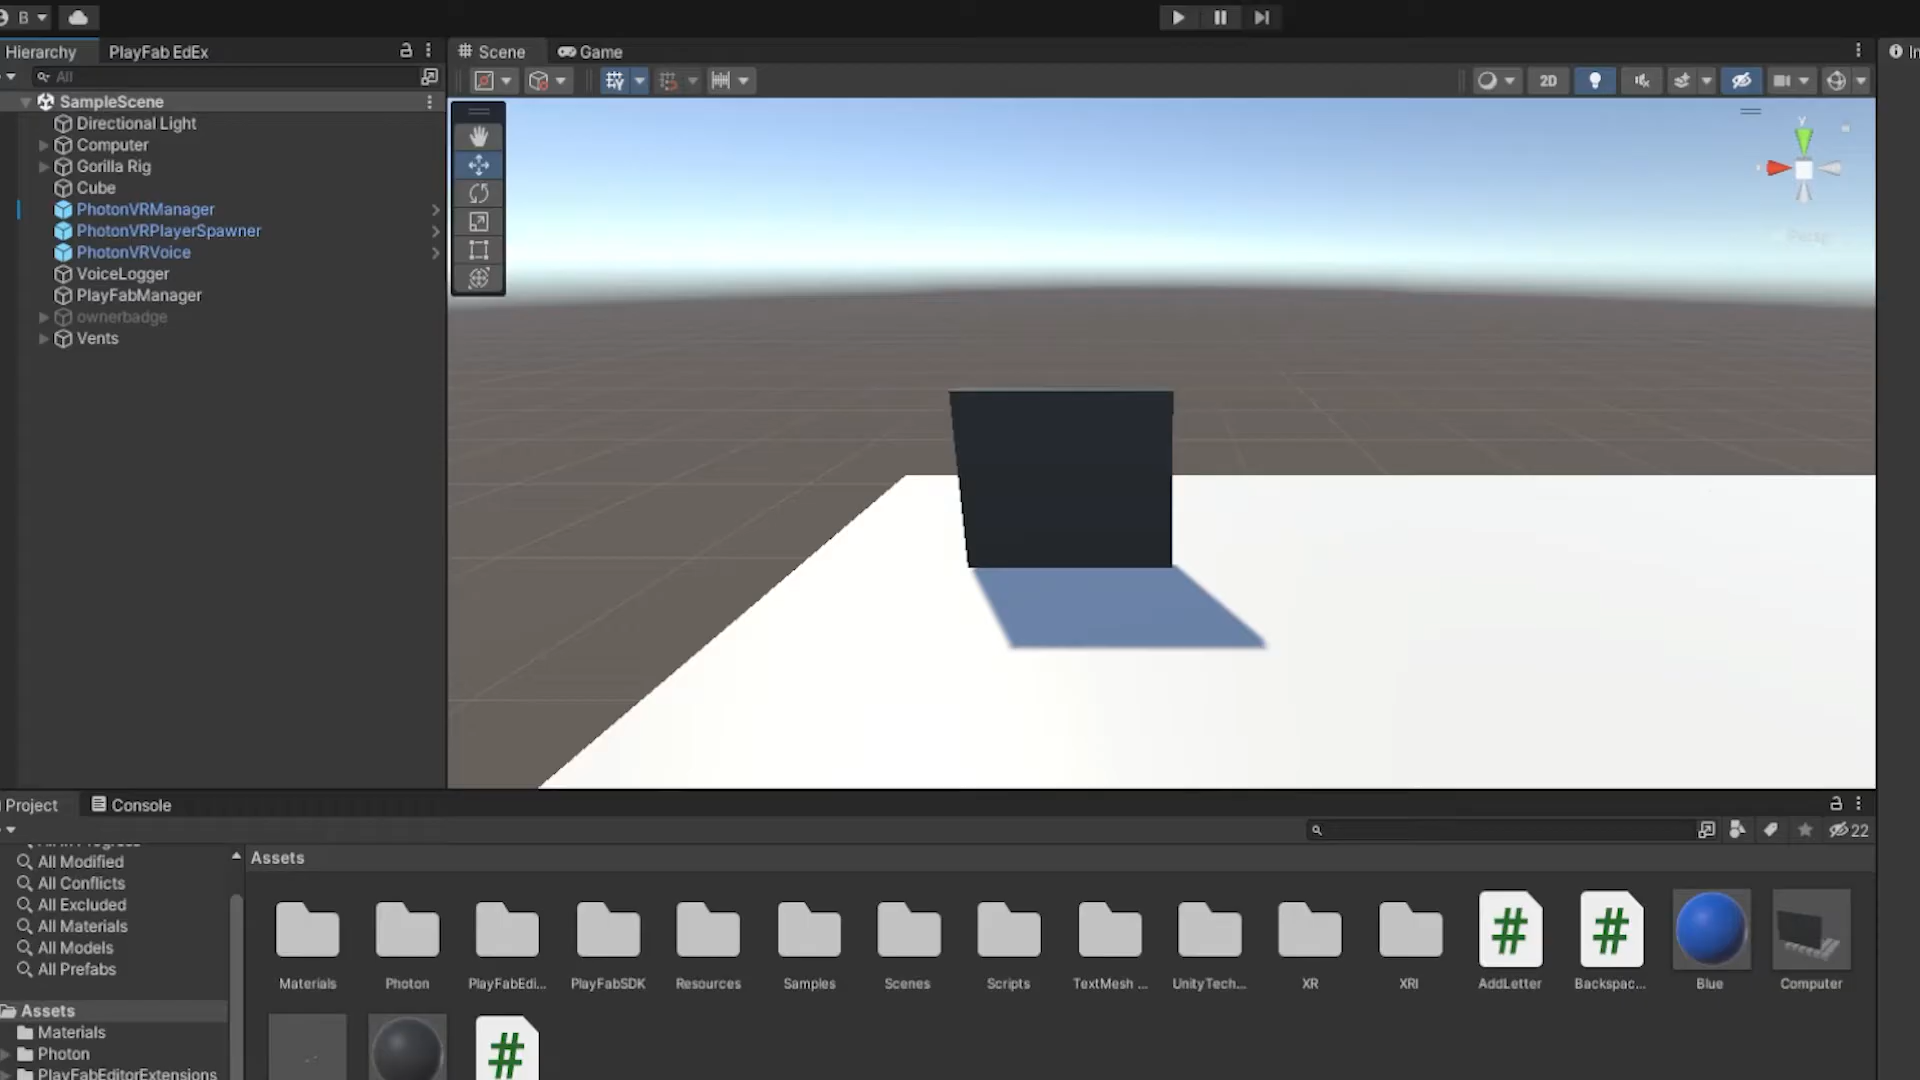 B
Hierarchy
PlayFab EdEx
Scene
Game
In
All
2D
SampleScene
Directional Light
Computer
Gorilla Rig
Cube
PhotonVRManager
PhotonVRPlayerSpawner
PhotonVRVoice
VoiceLogger
PlayFabManager
ownerbadge
Vents
y
Persp
Project
Console
22
All Modified
All Conflicts
All Excluded
All Materials
All Models
All Prefabs
Assets
Materials
Photon
PlayFabEditorExtensions
Assets
Materials
Photon
PlayFabEdi...
PlayFabSDK
Resources
Samples
Scenes
Scripts
TextMesh ...
UnityTech...
XR
XRI
AddLetter
Backspac...
Blue
Computer